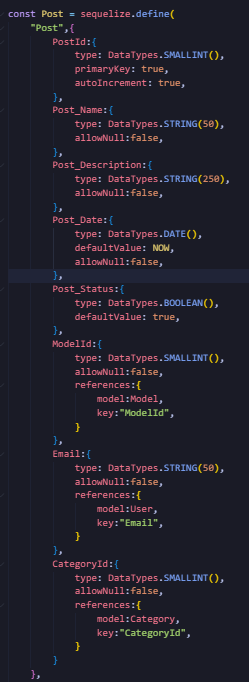 const Post = sequelize.define(
    "Post",{
        PostId:{
            type: DataTypes.SMALLINT(),
            primaryKey: true,
            autoIncrement: true,
        },
        Post_Name:{
            type: DataTypes.STRING(50),
            allowNull:false,
        },
        Post_Description:{
            type: DataTypes.STRING(250),
            allowNull:false,
        },
        Post_Date:{
            type: DataTypes.DATE(),
            defaultValue: NOW,
            allowNull:false,
        },
        Post_Status:{
            type: DataTypes.BOOLEAN(),
            defaultValue: true,
        },
        ModelId:{
            type: DataTypes.SMALLINT(),
            allowNull:false,
            references:{
                model:Model,
                key:"ModelId",
            }
        },
        Email:{
            type: DataTypes.STRING(50),
            allowNull:false,
            references:{
                model:User,
                key:"Email",
            }
        },
        CategoryId:{
            type: DataTypes.SMALLINT(),
            allowNull:false,
            references:{
                model:Category,
                key:"CategoryId",
            }
        }
    },